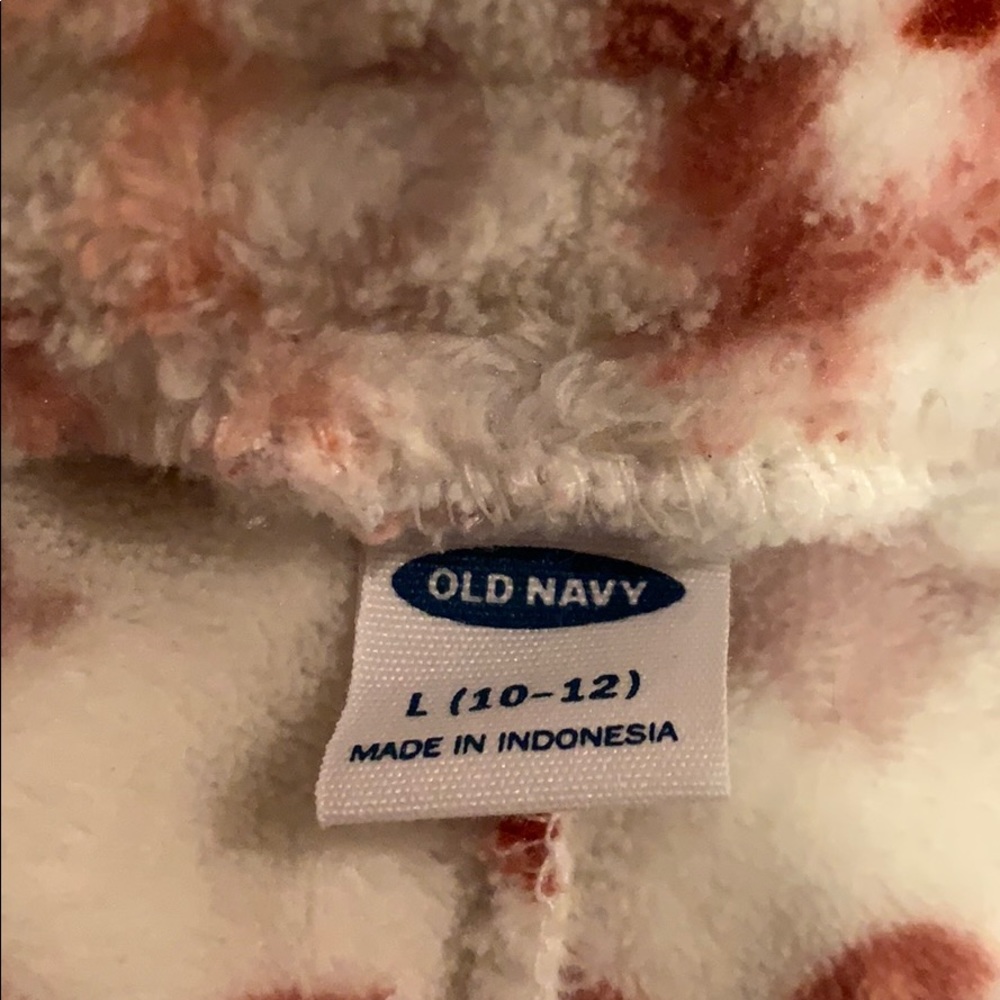 OLD NAVY
L (10-12)
MADE IN INDONESIA